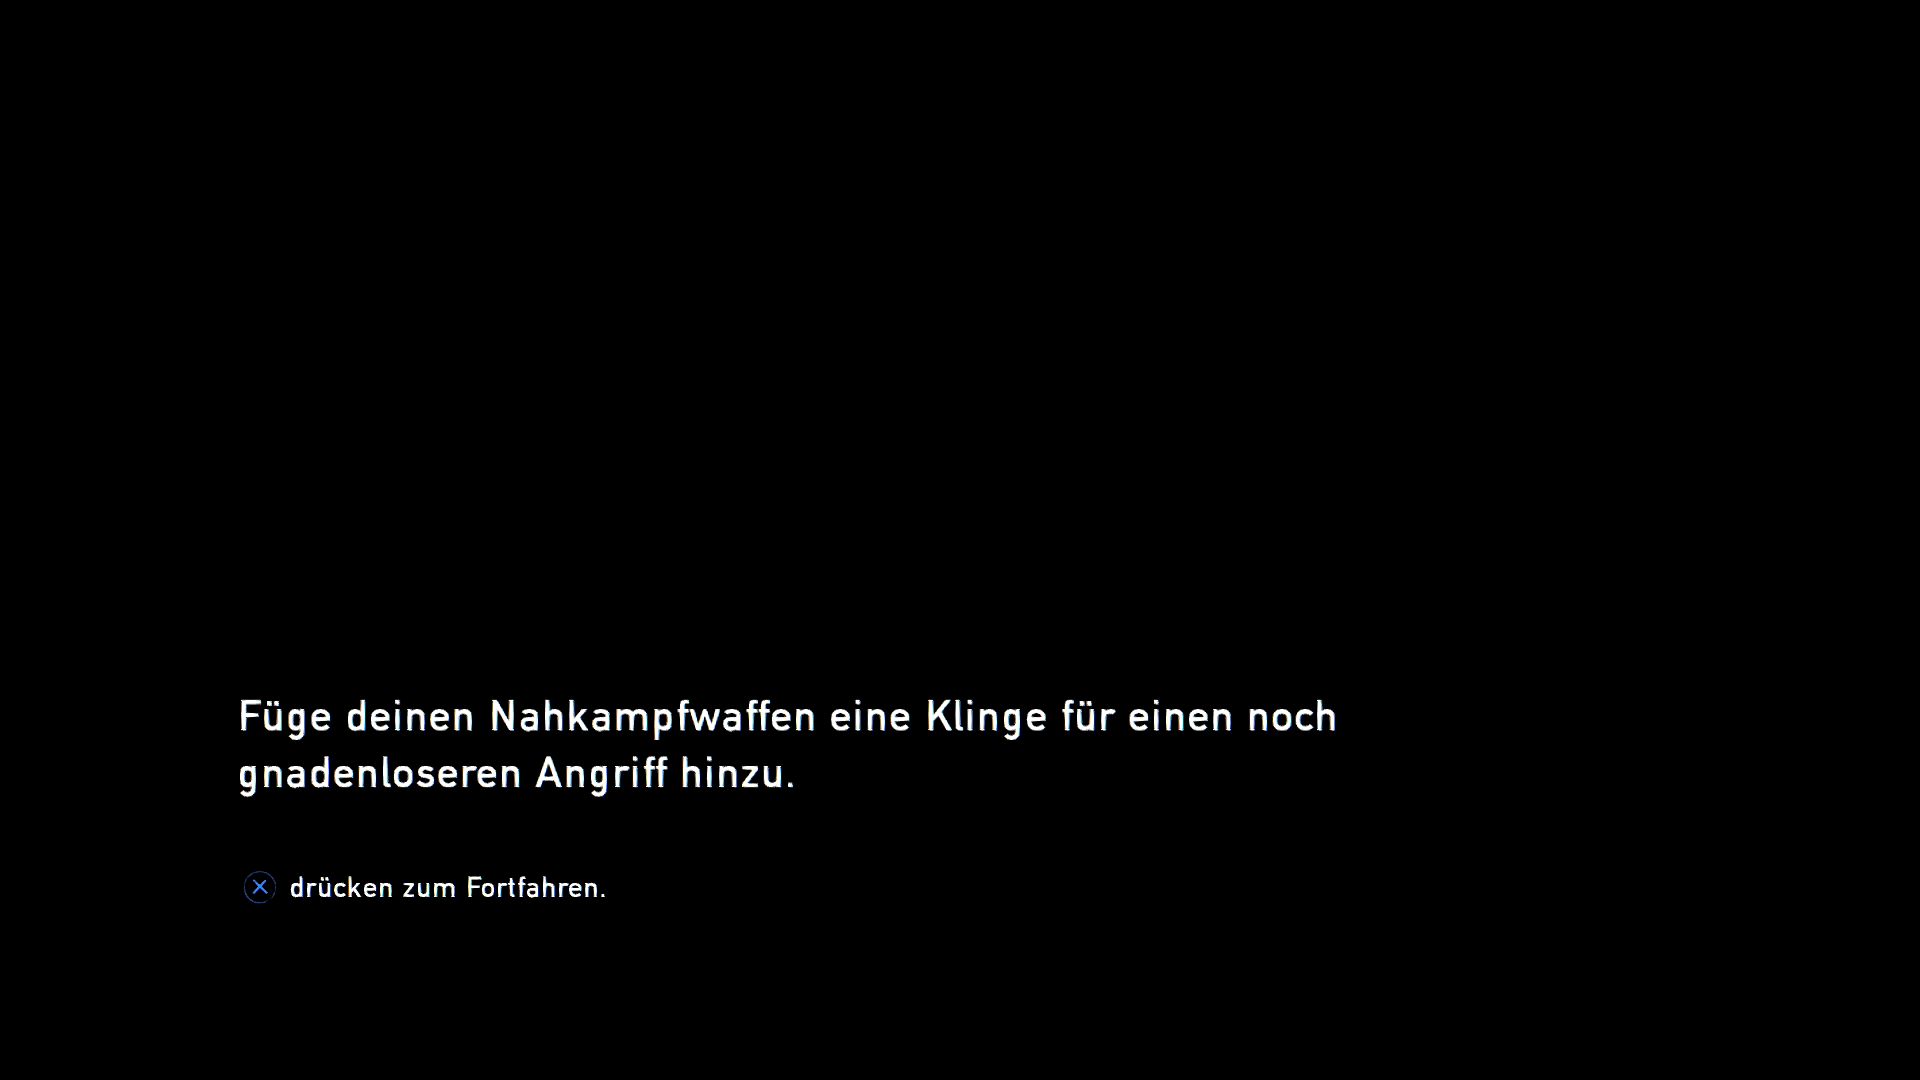 Füge deinen Nahkampfwaffen eine Klinge für einen noch
gnadenloseren Angriff hinzu.
drücken zum Fortfahren.